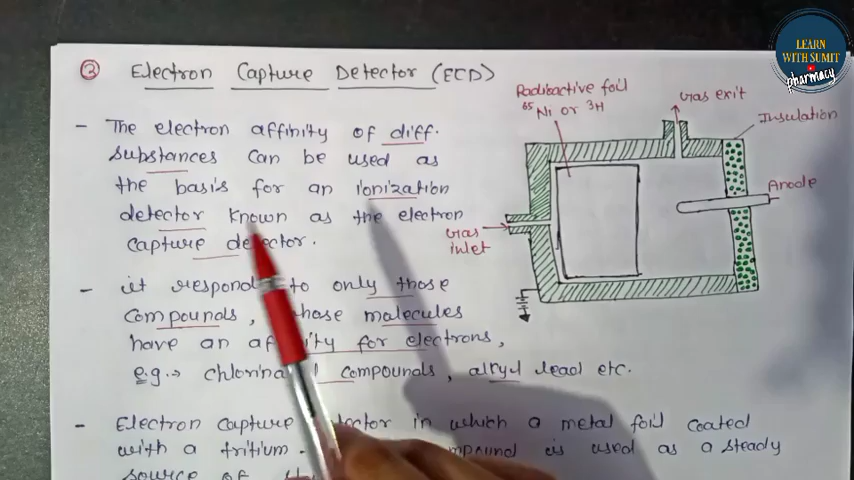 ③ Electron Capture Detector (ECD)
- The electron affinity of diff.
substances can be used as
the basis for an ionization
detector known as the electron
capture detector.
- it respond to only those
compounds, whose molecules
have an affinity for electrons,
e.g:-> chlorina compounds, alkyl lead etc.
- Electron capture detector in which a metal foil coated
with a tritium - compound is used as a steady
source of
Radioactive foil
⁶⁵Ni or ³H
Gas exit
Insulation
Anode
Gas
inlet
LEARN
WITH SUMIT
pharmacy